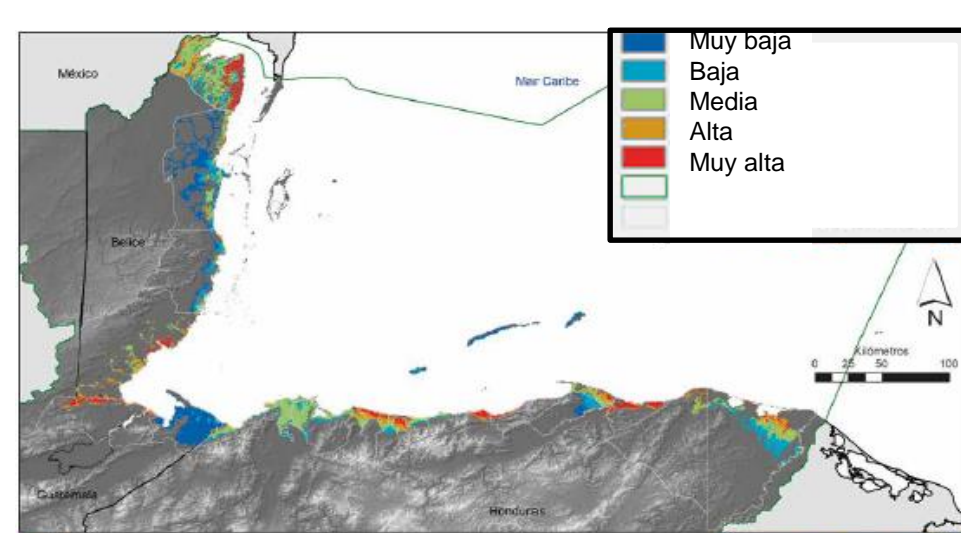 México
Mar Caribe
Muy baja
Baja
Media
Alta
Muy alta
Belice
N
Kilómetros
0 25 50 100
Guatemala
Honduras